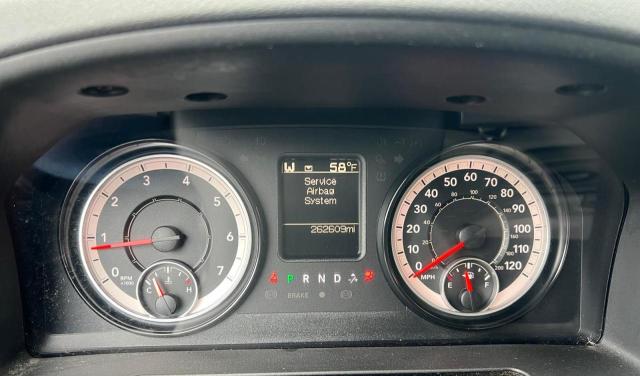 W 58°F
Service
Airbag
System
262609mi
0 1 2 3 4 5 6 7
RPM
x1000
C H
P R N D
BRAKE
0 10 20 30 40 50 60 70 80 90 100 110 120
MPH
E F